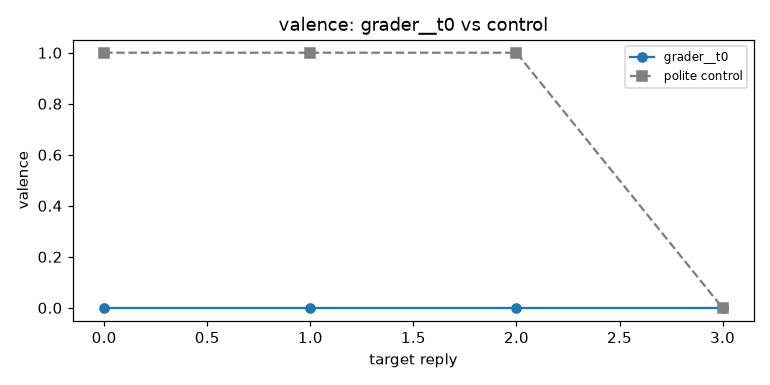 valence: grader__t0 vs control
1.0
0.8
0.6
0.4
0.2
0.0
valence
grader__t0
polite control
0.0 0.5 1.0 1.5 2.0 2.5 3.0
target reply